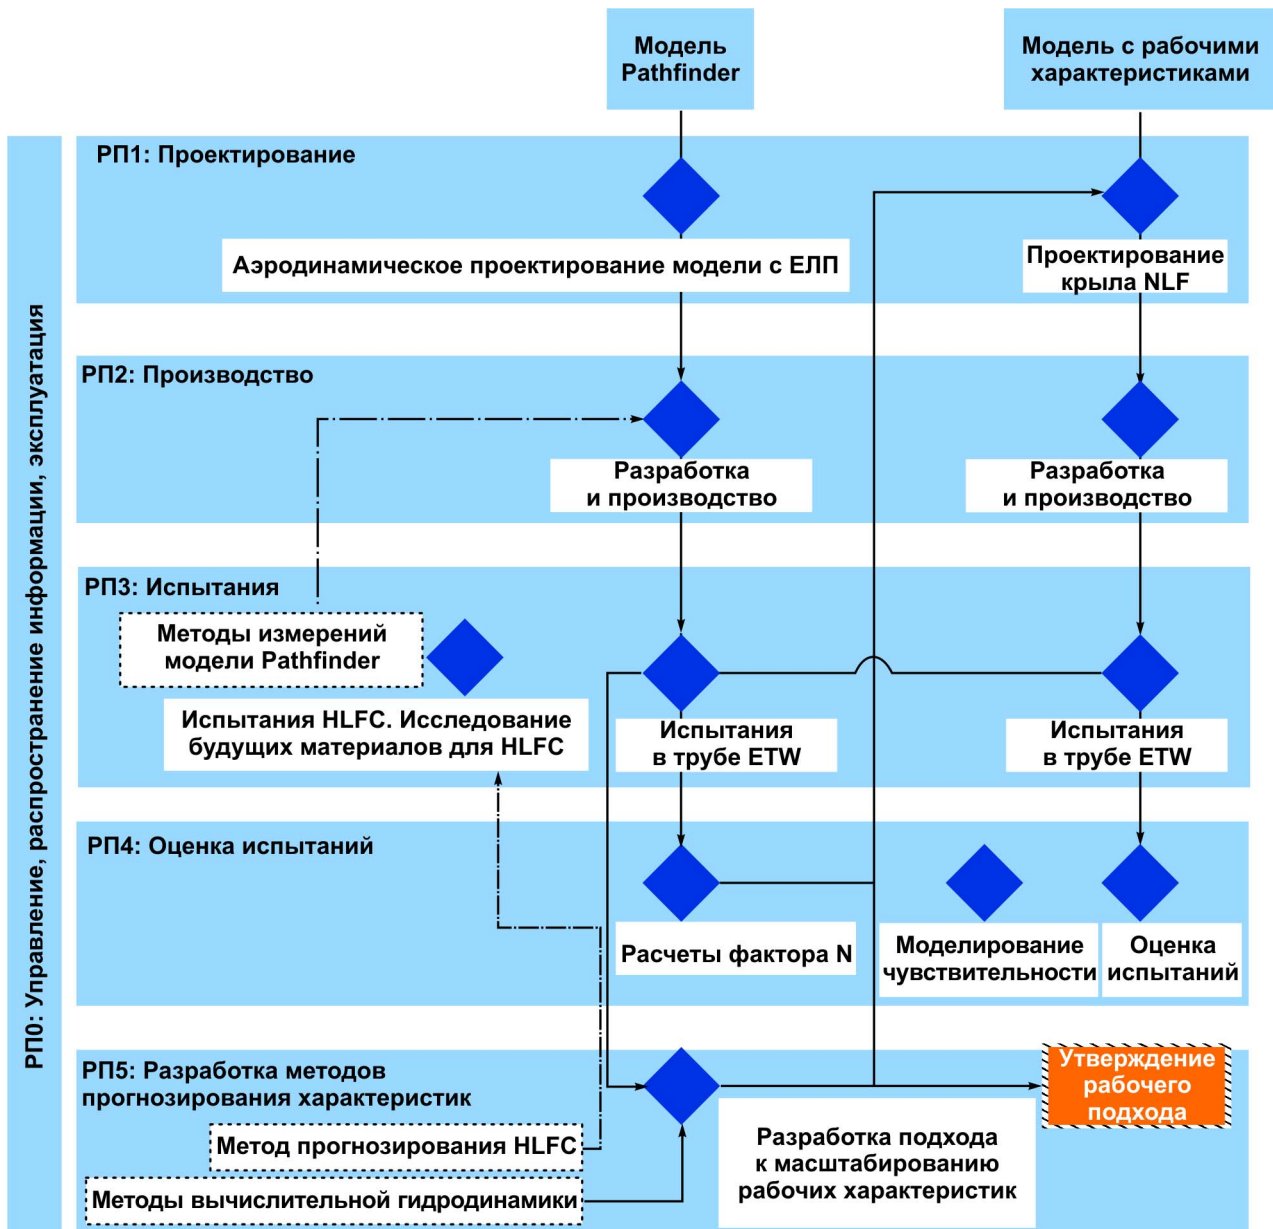 Модель
Pathfinder
Модель с рабочими
характеристиками
РП0: Управление, распространение информации, эксплуатация
РП1: Проектирование
Аэродинамическое проектирование модели с ЕЛП
Проектирование
крыла NLF
РП2: Производство
Разработка
и производство
Разработка
и производство
РП3: Испытания
Методы измерений
модели Pathfinder
Испытания HLFC. Исследование
будущих материалов для HLFC
Испытания
в трубе ETW
Испытания
в трубе ETW
РП4: Оценка испытаний
Расчеты фактора N
Моделирование
чувствительности
Оценка
испытаний
РП5: Разработка методов
прогнозирования характеристик
Метод прогнозирования HLFC
Методы вычислительной гидродинамики
Разработка подхода
к масштабированию
рабочих характеристик
Утверждение
рабочего
подхода